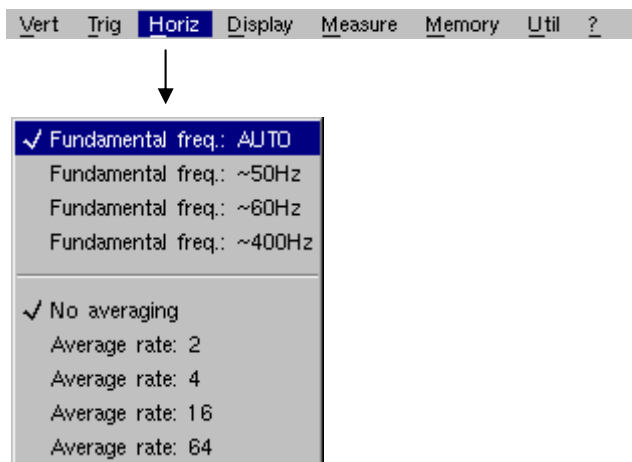 Vert Trig Horiz Display Measure Memory Util ?
✓ Fundamental freq.: AUTO
Fundamental freq.: ~50Hz
Fundamental freq.: ~60Hz
Fundamental freq.: ~400Hz
✓ No averaging
Average rate: 2
Average rate: 4
Average rate: 16
Average rate: 64